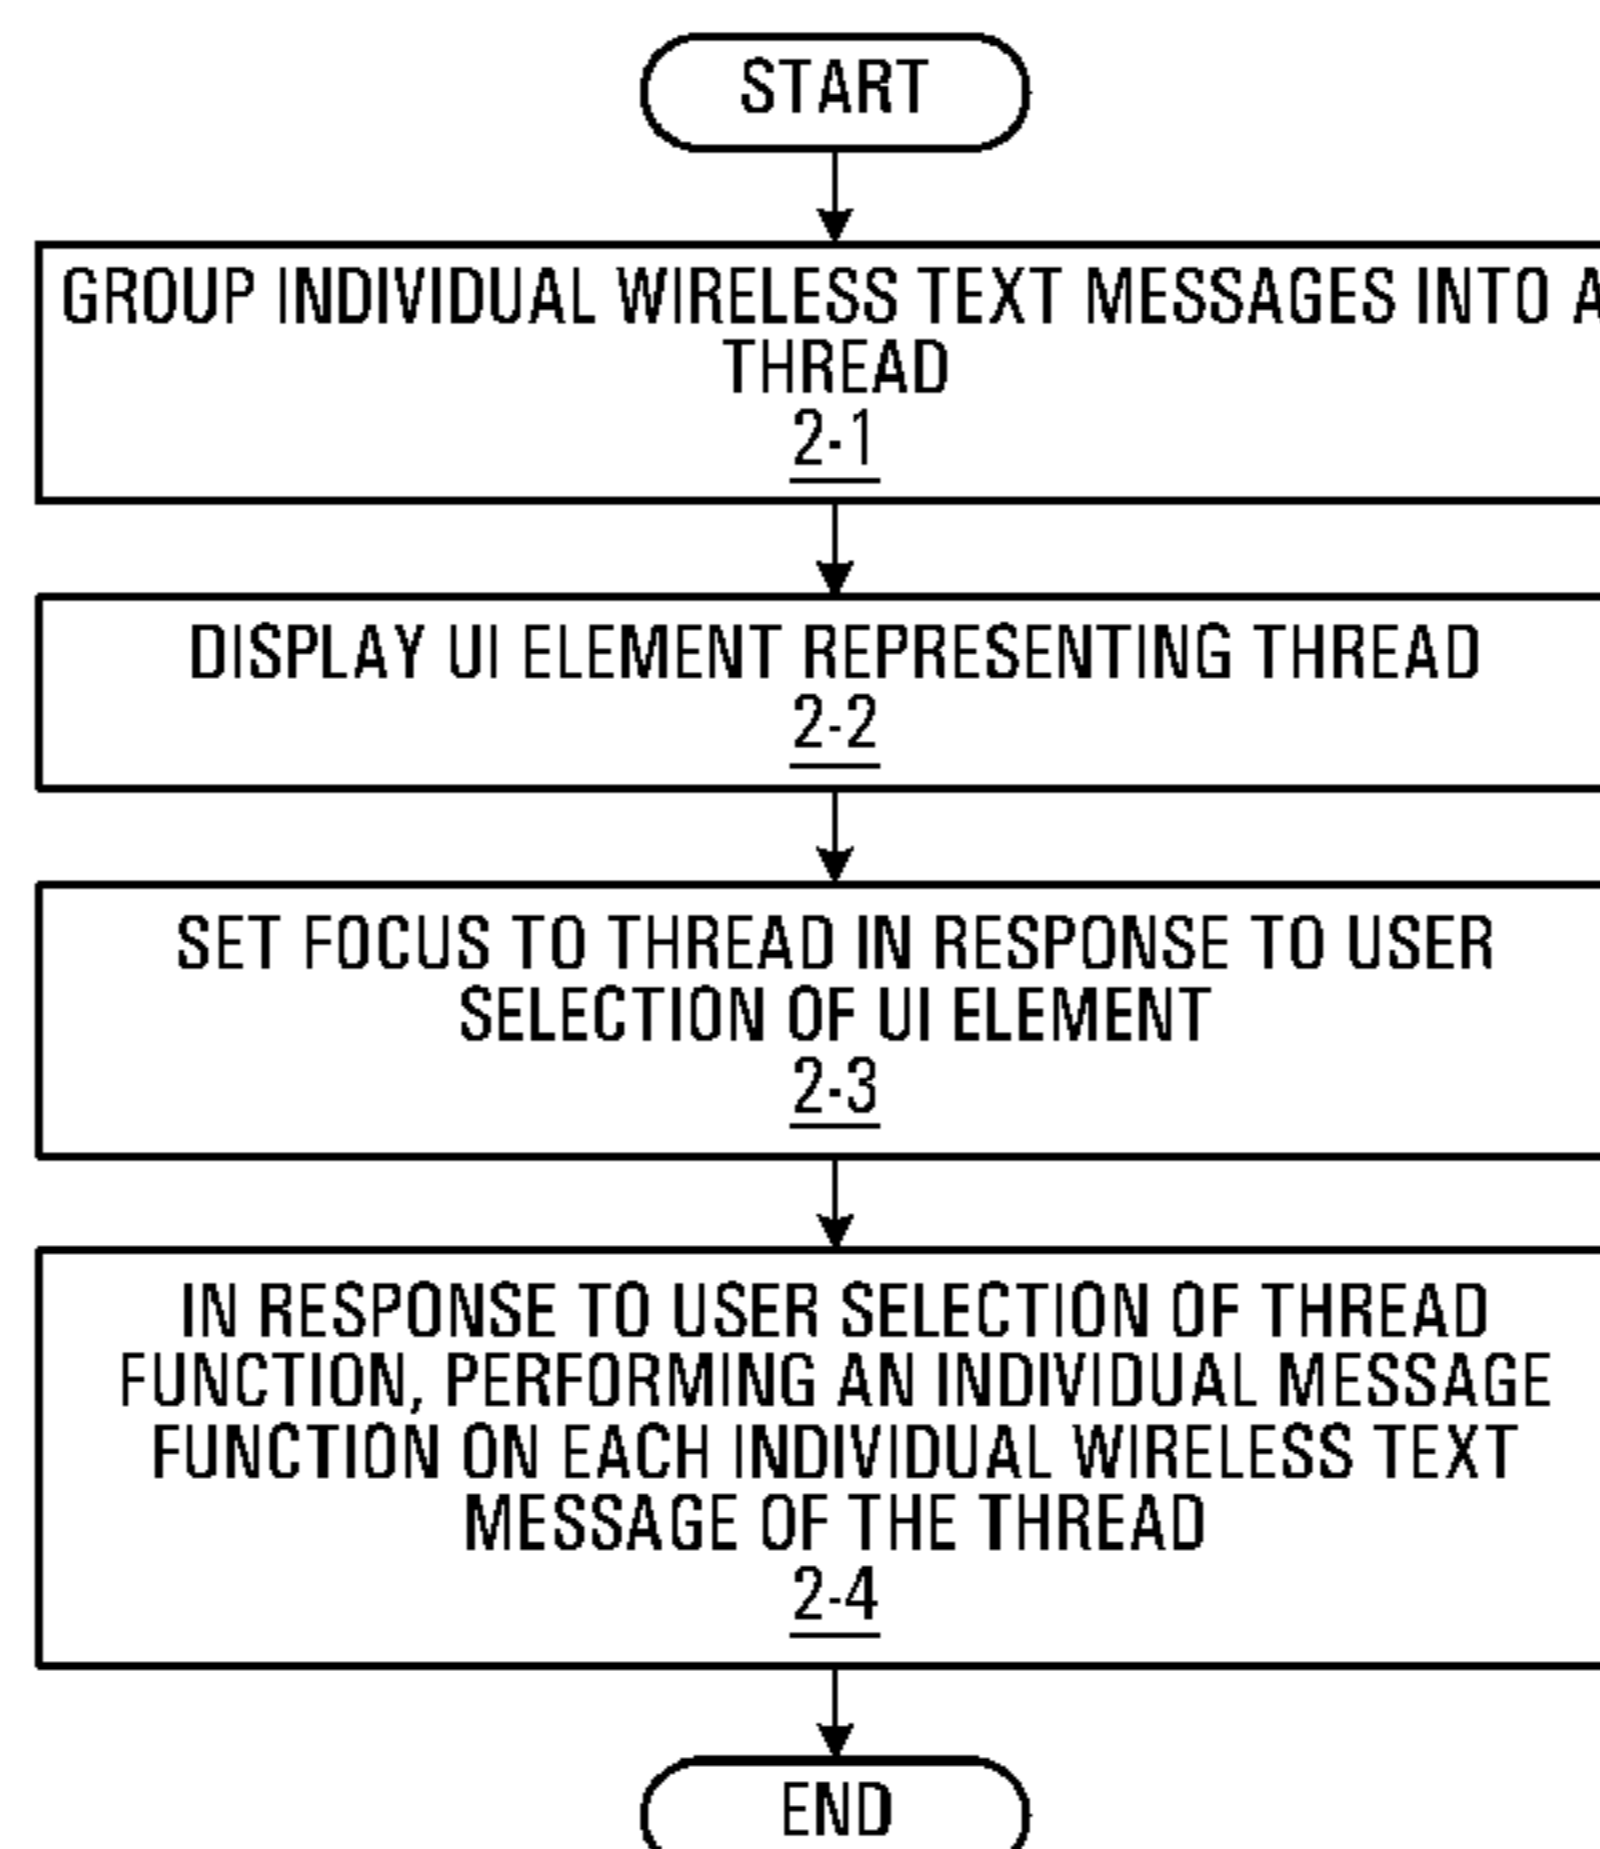 START
GROUP INDIVIDUAL WIRELESS TEXT MESSAGES INTO A
THREAD
2-1
DISPLAY UI ELEMENT REPRESENTING THREAD
2-2
SET FOCUS TO THREAD IN RESPONSE TO USER
SELECTION OF UI ELEMENT
2-3
IN RESPONSE TO USER SELECTION OF THREAD
FUNCTION, PERFORMING AN INDIVIDUAL MESSAGE
FUNCTION ON EACH INDIVIDUAL WIRELESS TEXT
MESSAGE OF THE THREAD
2-4
END